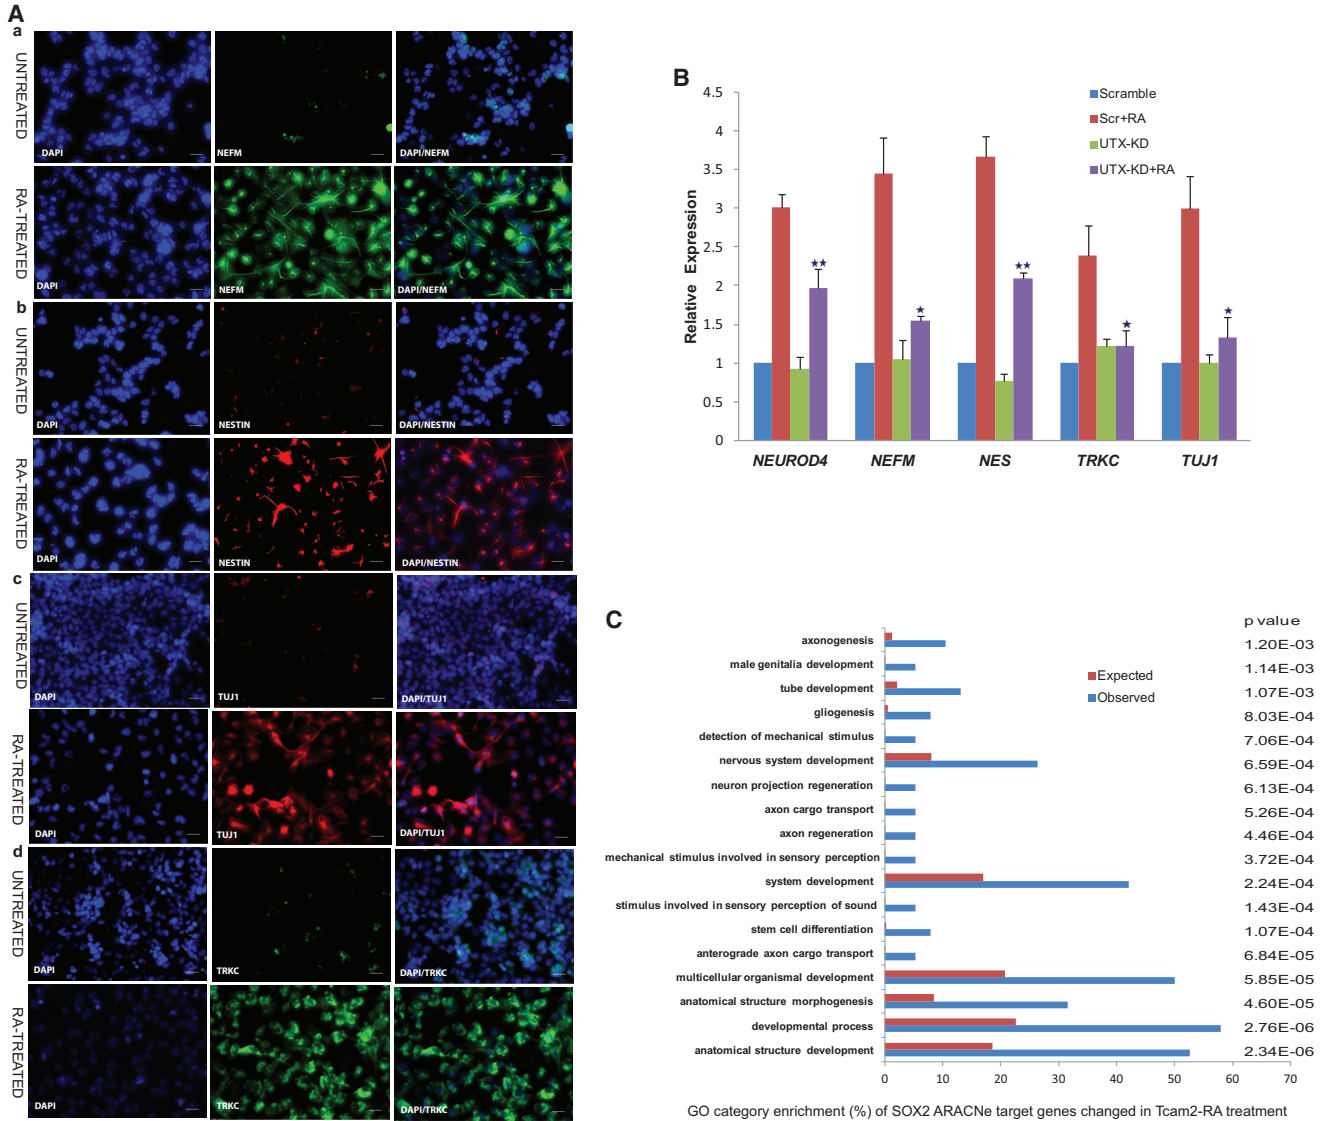 A
a
UNTREATED
DAPI
NEFM
DAPI/NEFM
RA-TREATED
DAPI
NEFM
DAPI/NEFM
b
UNTREATED
DAPI
NESTIN
DAPI/NESTIN
RA-TREATED
DAPI
NESTIN
DAPI/NESTIN
c
UNTREATED
DAPI
TUJ1
DAPI/TUJ1
RA-TREATED
DAPI
TUJ1
DAPI/TUJ1
d
UNTREATED
DAPI
TRKC
DAPI/TRKC
RA-TREATED
DAPI
TRKC
DAPI/TRKC
B
Relative Expression
4.5
4
3.5
3
2.5
2
1.5
1
0.5
0
Scramble
Scr+RA
UTX-KD
UTX-KD+RA
★★
★
★★
★
★
NEUROD4 NEFM NES TRKC TUJ1
C
p value
axonogenesis 1.20E-03
male genitalia development 1.14E-03
tube development 1.07E-03
gliogenesis 8.03E-04
detection of mechanical stimulus 7.06E-04
nervous system development 6.59E-04
neuron projection regeneration 6.13E-04
axon cargo transport 5.26E-04
axon regeneration 4.46E-04
mechanical stimulus involved in sensory perception 3.72E-04
system development 2.24E-04
stimulus involved in sensory perception of sound 1.43E-04
stem cell differentiation 1.07E-04
anterograde axon cargo transport 6.84E-05
multicellular organismal development 5.85E-05
anatomical structure morphogenesis 4.60E-05
developmental process 2.76E-06
anatomical structure development 2.34E-06
Expected
Observed
0 10 20 30 40 50 60 70
GO category enrichment (%) of SOX2 ARACNe target genes changed in Tcam2-RA treatment